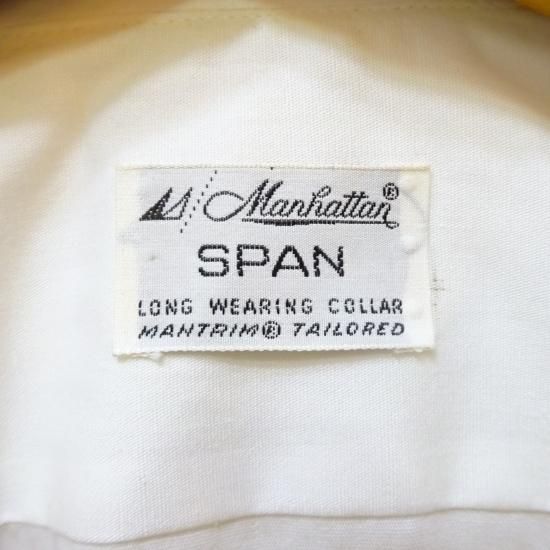 Manhattan®
SPAN
LONG WEARING COLLAR
MANTRIM® TAILORED